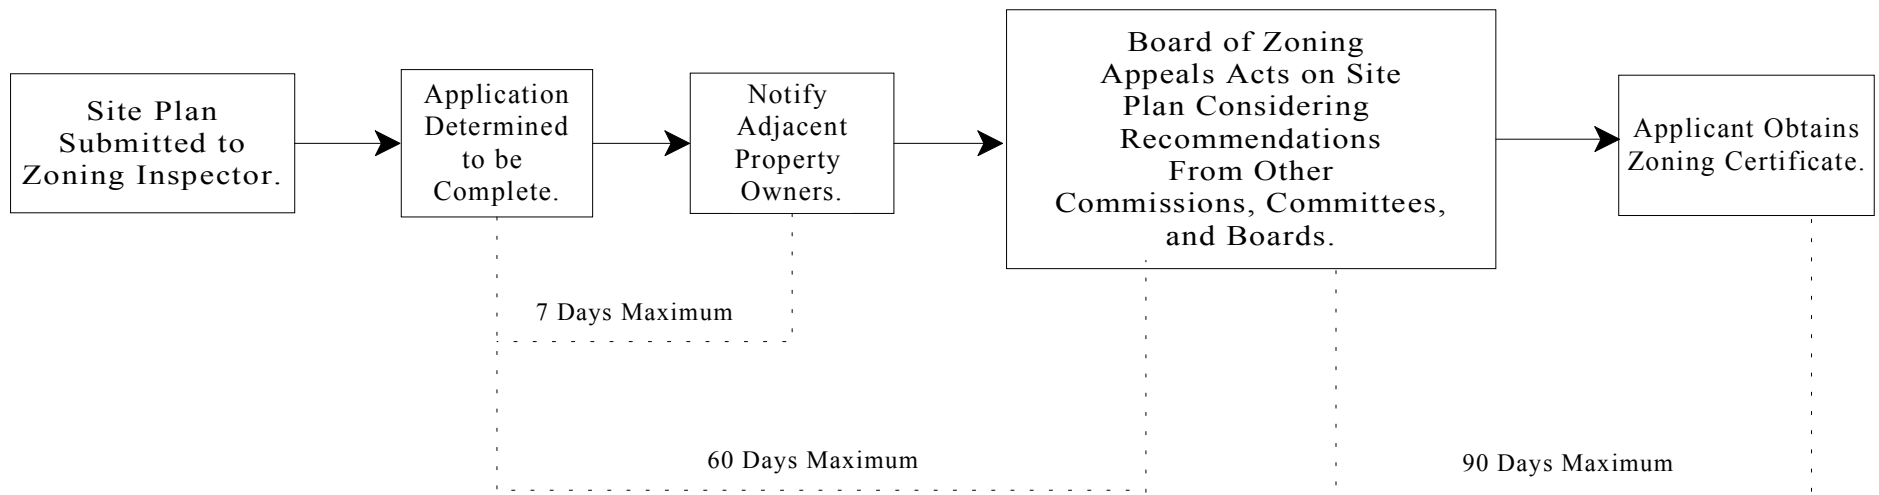 Site Plan
Submitted to
Zoning Inspector.
Application
Determined
to be
Complete.
Notify
Adjacent
Property
Owners.
Board of Zoning
Appeals Acts on Site
Plan Considering
Recommendations
From Other
Commissions, Committees,
and Boards.
Applicant Obtains
Zoning Certificate.
7 Days Maximum
60 Days Maximum
90 Days Maximum